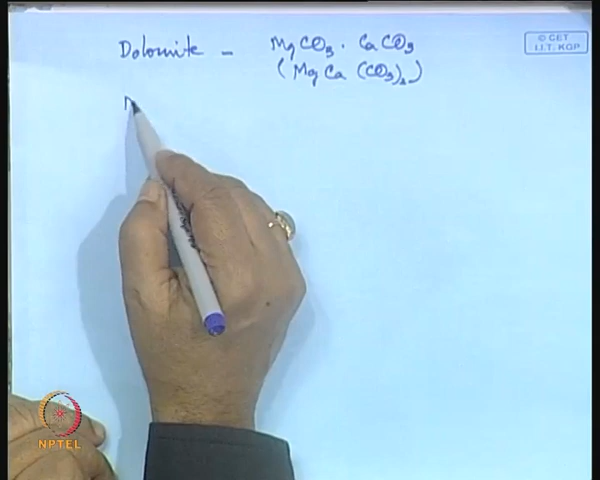 Dolomite - MgCO3 · CaCO3
(MgCa(CO3)2)
© CET
I.I.T. KGP
NPTEL